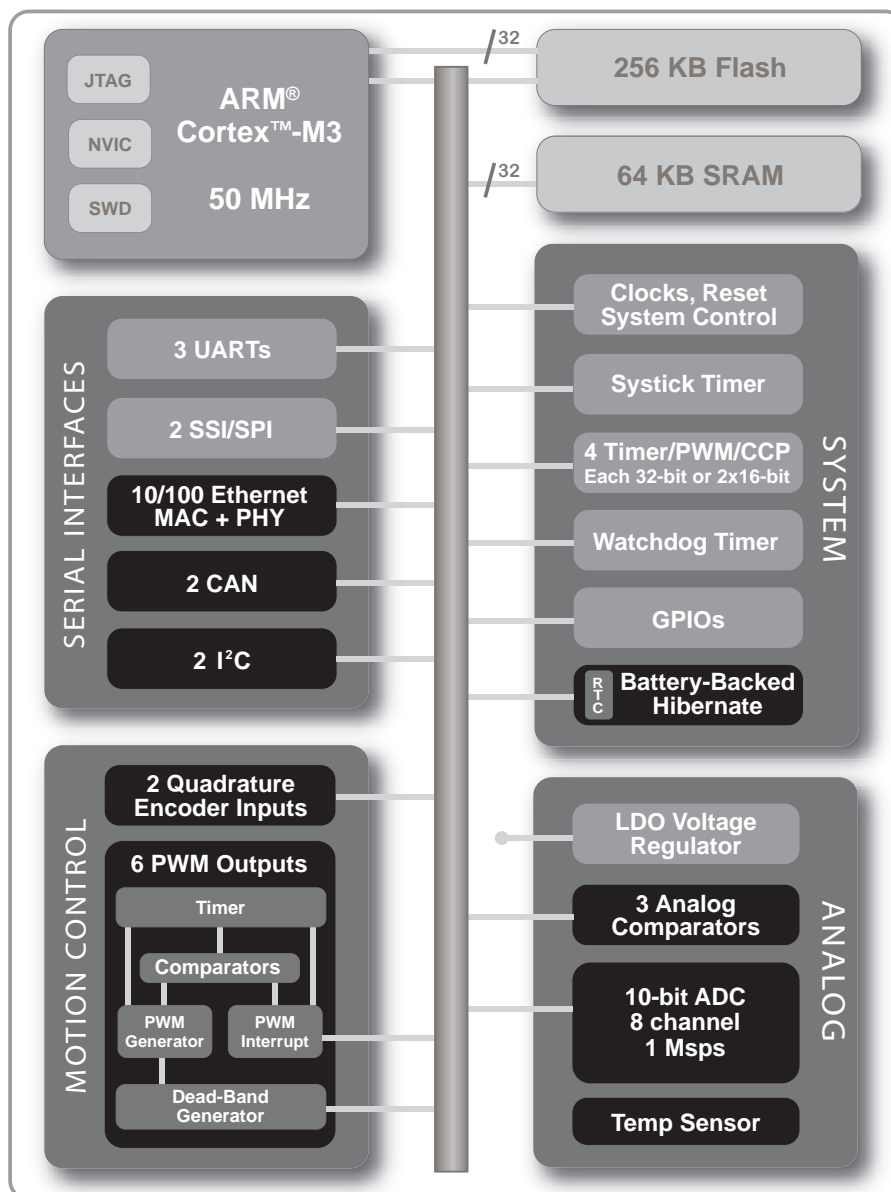 JTAG
NVIC
SWD
ARM®
Cortex™-M3
50 MHz
32
256 KB Flash
32
64 KB SRAM
SERIAL INTERFACES
3 UARTs
2 SSI/SPI
10/100 Ethernet
MAC + PHY
2 CAN
2 I²C
SYSTEM
Clocks, Reset
System Control
Systick Timer
4 Timer/PWM/CCP
Each 32-bit or 2x16-bit
Watchdog Timer
GPIOs
RTC
Battery-Backed
Hibernate
MOTION CONTROL
2 Quadrature
Encoder Inputs
6 PWM Outputs
Timer
Comparators
PWM
Generator
PWM
Interrupt
Dead-Band
Generator
ANALOG
LDO Voltage
Regulator
3 Analog
Comparators
10-bit ADC
8 channel
1 Msps
Temp Sensor